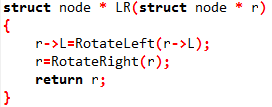 struct node * LR(struct node * r)
{
r->L=RotateLeft(r->L);
r=RotateRight(r);
return r;
}